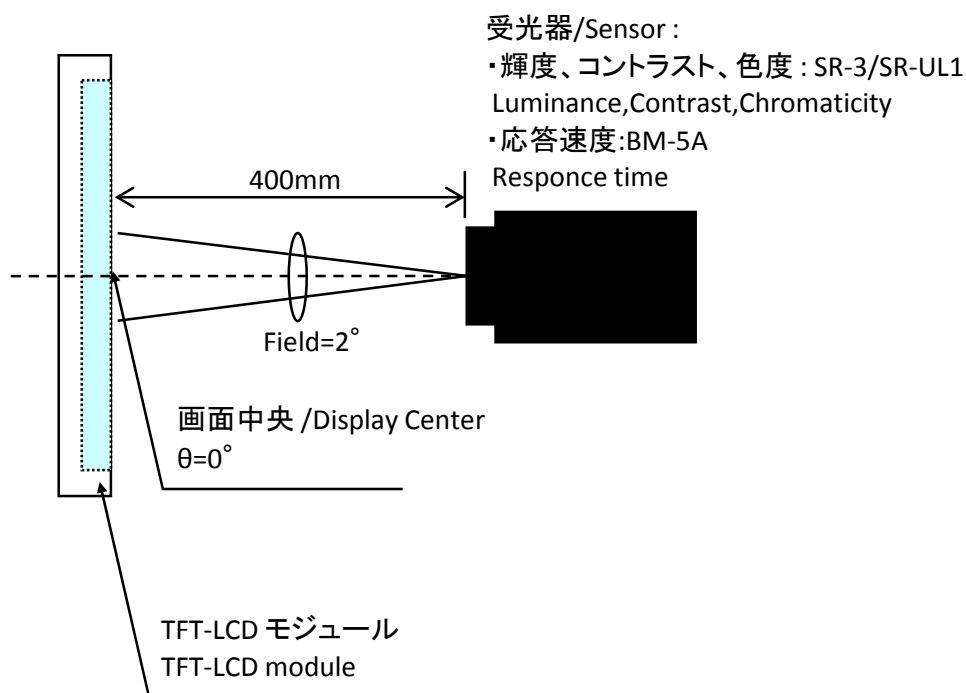 受光器/Sensor :
・輝度、コントラスト、色度 : SR-3/SR-UL1
Luminance,Contrast,Chromaticity
・応答速度:BM-5A
Responce time
400mm
Field=2°
画面中央 /Display Center
θ=0°
TFT-LCD モジュール
TFT-LCD module